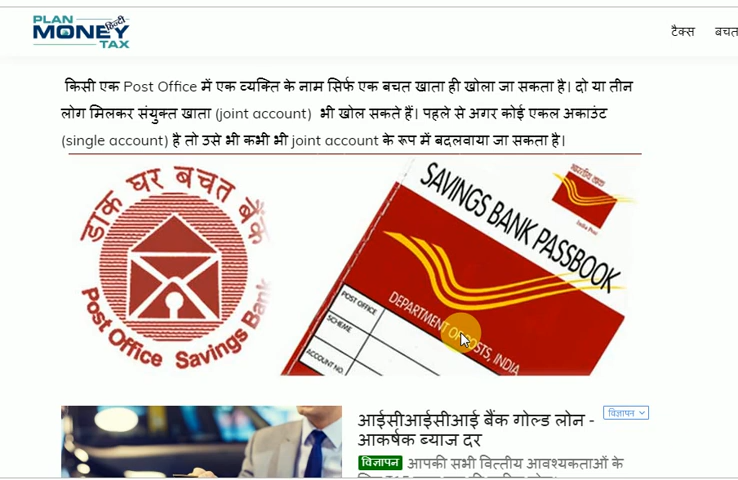 PLAN
MONEY हिन्दी
TAX
टैक्स बचत
किसी एक Post Office में एक व्यक्ति के नाम सिर्फ एक बचत खाता ही खोला जा सकता है। दो या तीन
लोग मिलकर संयुक्त खाता (joint account) भी खोल सकते हैं। पहले से अगर कोई एकल अकाउंट
(single account) है तो उसे भी कभी भी joint account के रूप में बदलवाया जा सकता है।
डाक घर बचत बैंक
Post Office Savings Bank
SAVINGS BANK PASSBOOK
India Post
DEPARTMENT OF POSTS, INDIA
POST OFFICE
SCHEME
ACCOUNT NO.
विज्ञापन
आईसीआईसीआई बैंक गोल्ड लोन -
आकर्षक ब्याज दर
विज्ञापन आपकी सभी वित्तीय आवश्यकताओं के